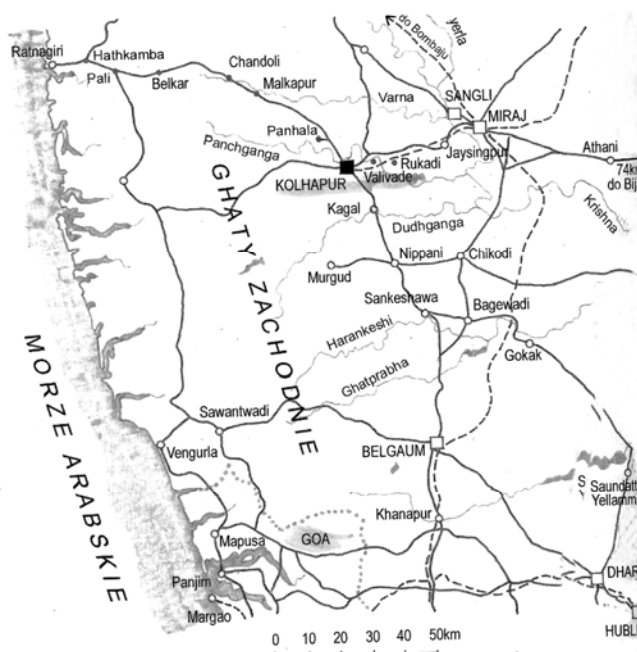 do Bombaju
yerla
Ratnagiri
Hathkamba
Pali
Belkar
Chandoli
Malkapur
Varna
SANGLI
MIRAJ
Panhala
Panchganga
Jaysingpur
Athani
Rukadi
Valivade
KOLHAPUR
74km
do Bij
Krishna
Kagal
Dudhganga
GHATY ZACHODNIE
Murgud
Nippani
Chikodi
Sankeshawa
Bagewadi
Harankeshi
Gokak
Ghatprabha
MORZE ARABSKIE
Sawantwadi
Vengurla
BELGAUM
S
Saundatt
Yellamm
Khanapur
Mapusa
GOA
Panjim
DHAR
Margao
HUBLI
0 10 20 30 40 50km